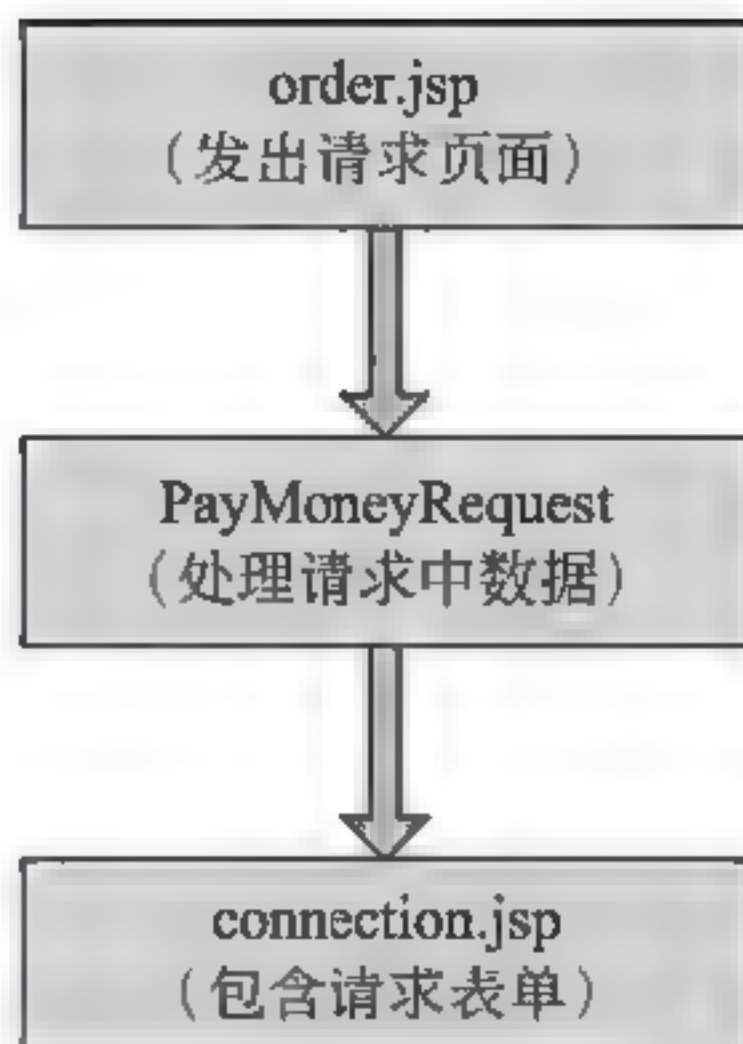 order.jsp
（发出请求页面）
PayMoneyRequest
（处理请求中数据）
connection.jsp
（包含请求表单）